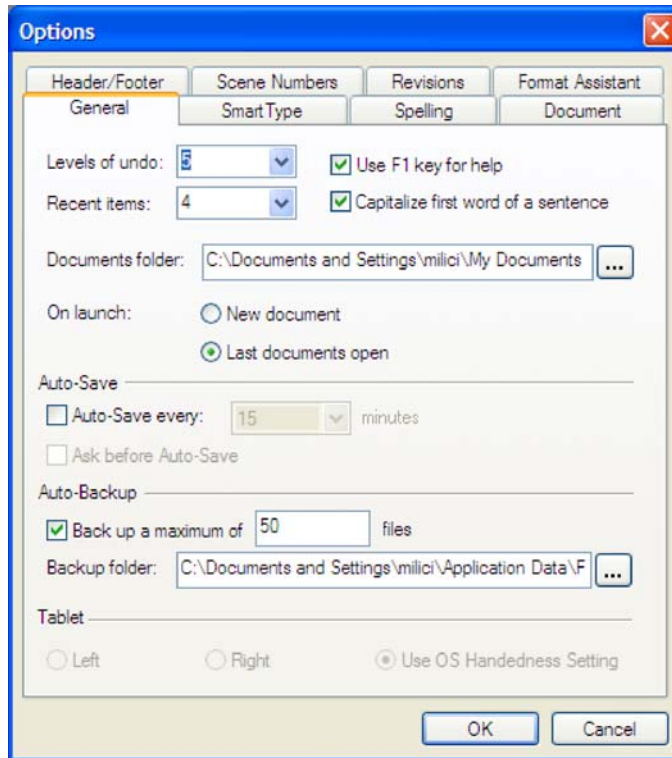 Options
Header/Footer Scene Numbers Revisions Format Assistant
General SmartType Spelling Document
Levels of undo: 5 Use F1 key for help
Recent items: 4 Capitalize first word of a sentence
Documents folder: C:\Documents and Settings\milici\My Documents ...
On launch: New document
Last documents open
Auto-Save
Auto-Save every: 15 minutes
Ask before Auto-Save
Auto-Backup
Back up a maximum of 50 files
Backup folder: C:\Documents and Settings\milici\Application Data\F ...
Tablet
Left Right Use OS Handedness Setting
OK Cancel